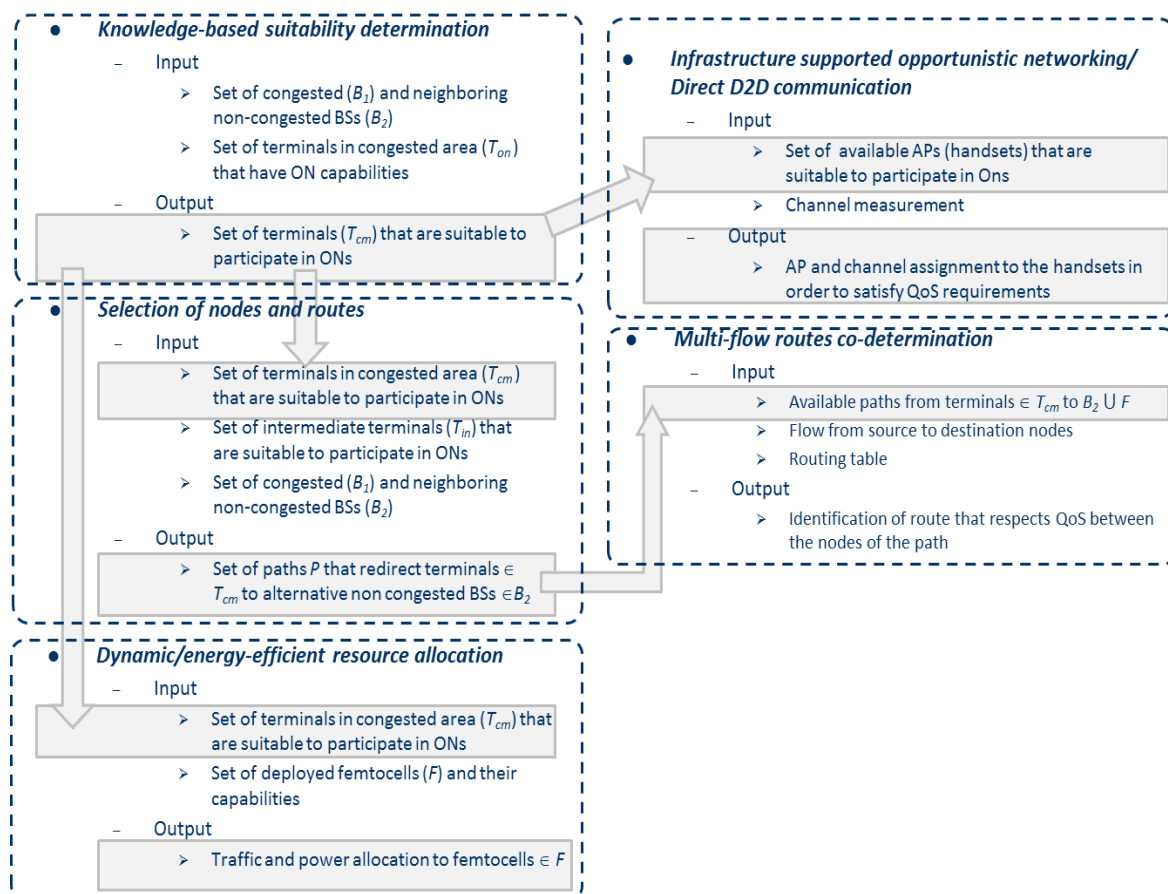 ● Knowledge-based suitability determination
– Input
➢ Set of congested (B₁) and neighboring
non-congested BSs (B₂)
➢ Set of terminals in congested area (Tₒₙ)
that have ON capabilities
– Output
➢ Set of terminals (T_cm) that are suitable to
participate in ONs
● Selection of nodes and routes
– Input
➢ Set of terminals in congested area (T_cm)
that are suitable to participate in ONs
➢ Set of intermediate terminals (T_in) that
are suitable to participate in ONs
➢ Set of congested (B₁) and neighboring
non-congested BSs (B₂)
– Output
➢ Set of paths P that redirect terminals ∈
T_cm to alternative non congested BSs ∈B₂
● Dynamic/energy-efficient resource allocation
– Input
➢ Set of terminals in congested area (T_cm) that
are suitable to participate in ONs
➢ Set of deployed femtocells (F) and their
capabilities
– Output
➢ Traffic and power allocation to femtocells ∈ F
● Infrastructure supported opportunistic networking/
Direct D2D communication
– Input
➢ Set of available APs (handsets) that are
suitable to participate in Ons
➢ Channel measurement
– Output
➢ AP and channel assignment to the handsets in
order to satisfy QoS requirements
● Multi-flow routes co-determination
– Input
➢ Available paths from terminals ∈ T_cm to B₂ ⋃ F
➢ Flow from source to destination nodes
➢ Routing table
– Output
➢ Identification of route that respects QoS between
the nodes of the path